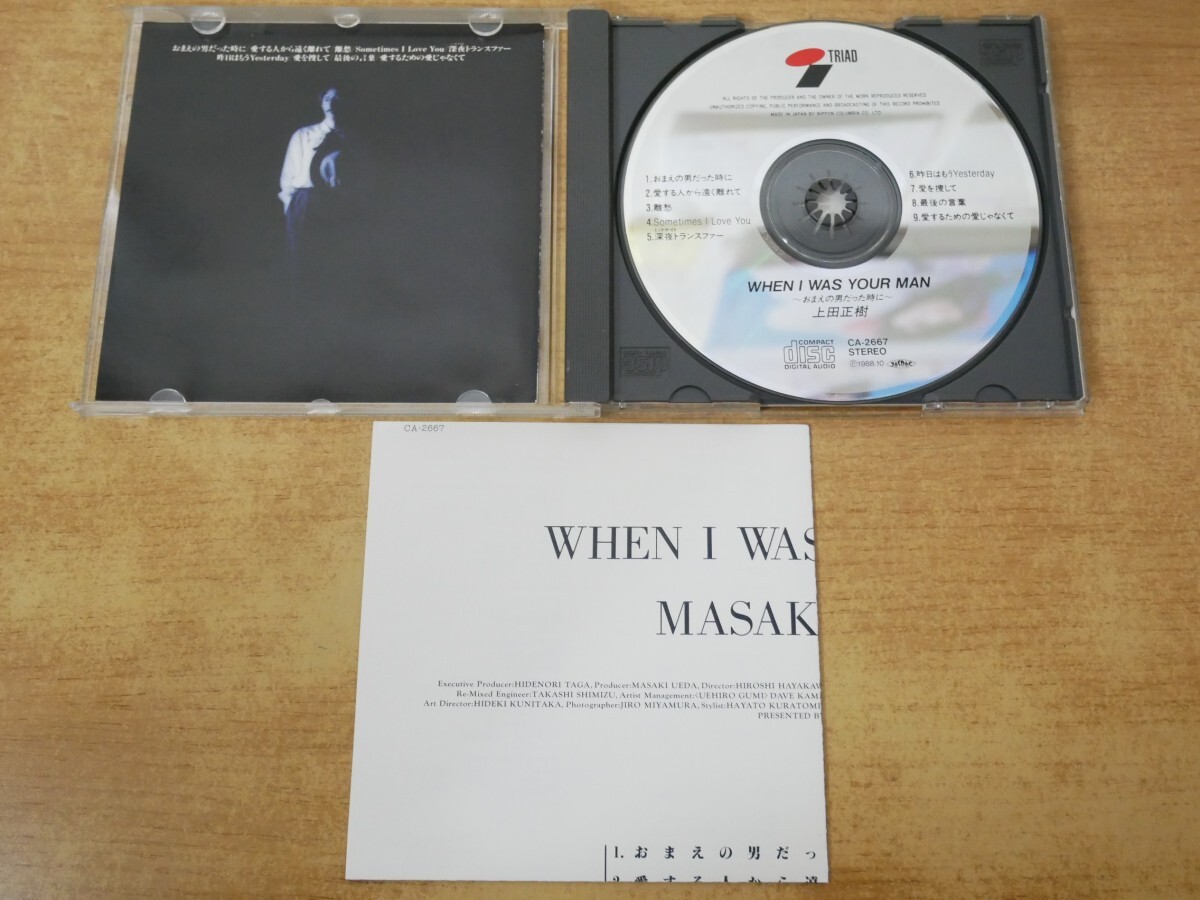 おまえの男だった時に 愛する人から遠く離れて 離愁 Sometimes I Love You 深夜トランスファー
昨日はもうYesterday 愛を捜して 最後の言葉 愛するための愛じゃなくて
TRIAD
ALL RIGHTS OF THE PRODUCER AND THE OWNER OF THE WORK REPRODUCED RESERVED
UNAUTHORIZED COPYING, PUBLIC PERFORMANCE AND BROADCASTING OF THIS RECORD PROHIBITED
MADE IN JAPAN BY NIPPON COLUMBIA CO., LTD.
1.おまえの男だった時に
2.愛する人から遠く離れて
3.離愁
4.Sometimes I Love You
5.深夜トランスファー
6.昨日はもうYesterday
7.愛を捜して
8.最後の言葉
9.愛するための愛じゃなくて
WHEN I WAS YOUR MAN
～おまえの男だった時に～
上田正樹
COMPACT
disc
DIGITAL AUDIO
CA-2667
STEREO
Ⓟ1988.10
CA-2667
WHEN I WAS
MASAK
Executive Producer:HIDENORI TAGA, Producer:MASAKI UEDA, Director:HIROSHI HAYAKAW
Re-Mixed Engineer:TAKASHI SHIMIZU, Artist Management:(UEHIRO GUMI) DAVE KAMI
Art Director:HIDEKI KUNITAKA, Photographer:JIRO MIYAMURA, Stylist:HAYATO KURATOMI
PRESENTED BY
1.おまえの男だっ
2.愛する人から遠